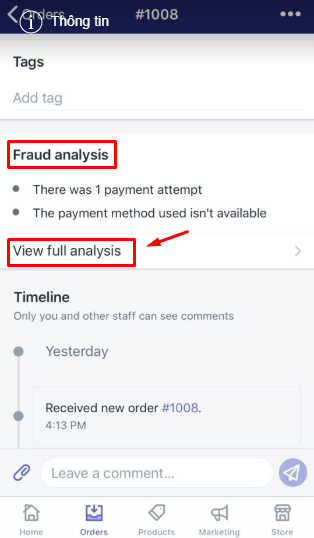 Orders
Thông tin
#1008
Tags
Add tag
Fraud analysis
There was 1 payment attempt
The payment method used isn't available
View full analysis
Timeline
Only you and other staff can see comments
Yesterday
Received new order #1008.
4:13 PM
Leave a comment...
Home Orders Products Marketing Store